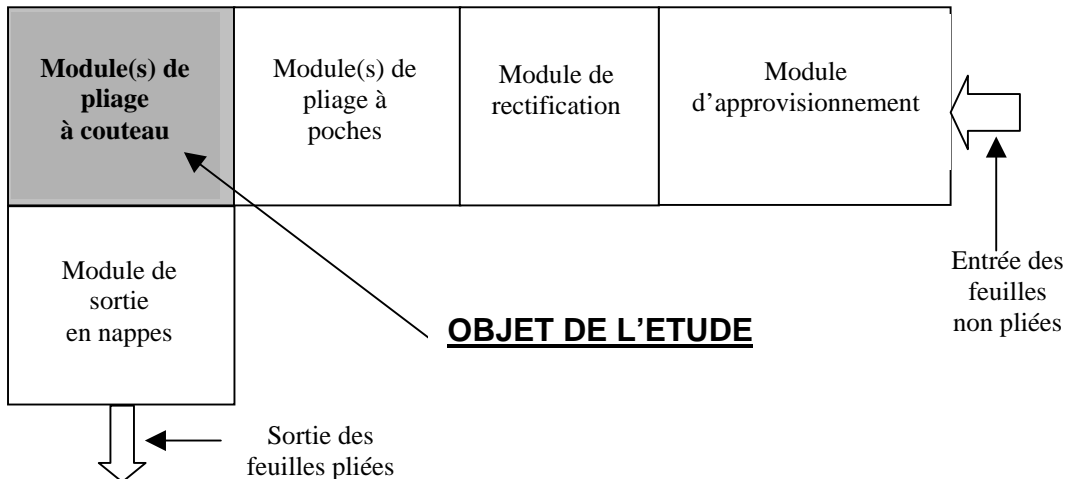 Module(s) de
pliage
à couteau
Module(s) de
pliage à
poches
Module de
rectification
Module
d’approvisionnement
Module de
sortie
en nappes
OBJET DE L’ETUDE
Entrée des
feuilles
non pliées
Sortie des
feuilles pliées